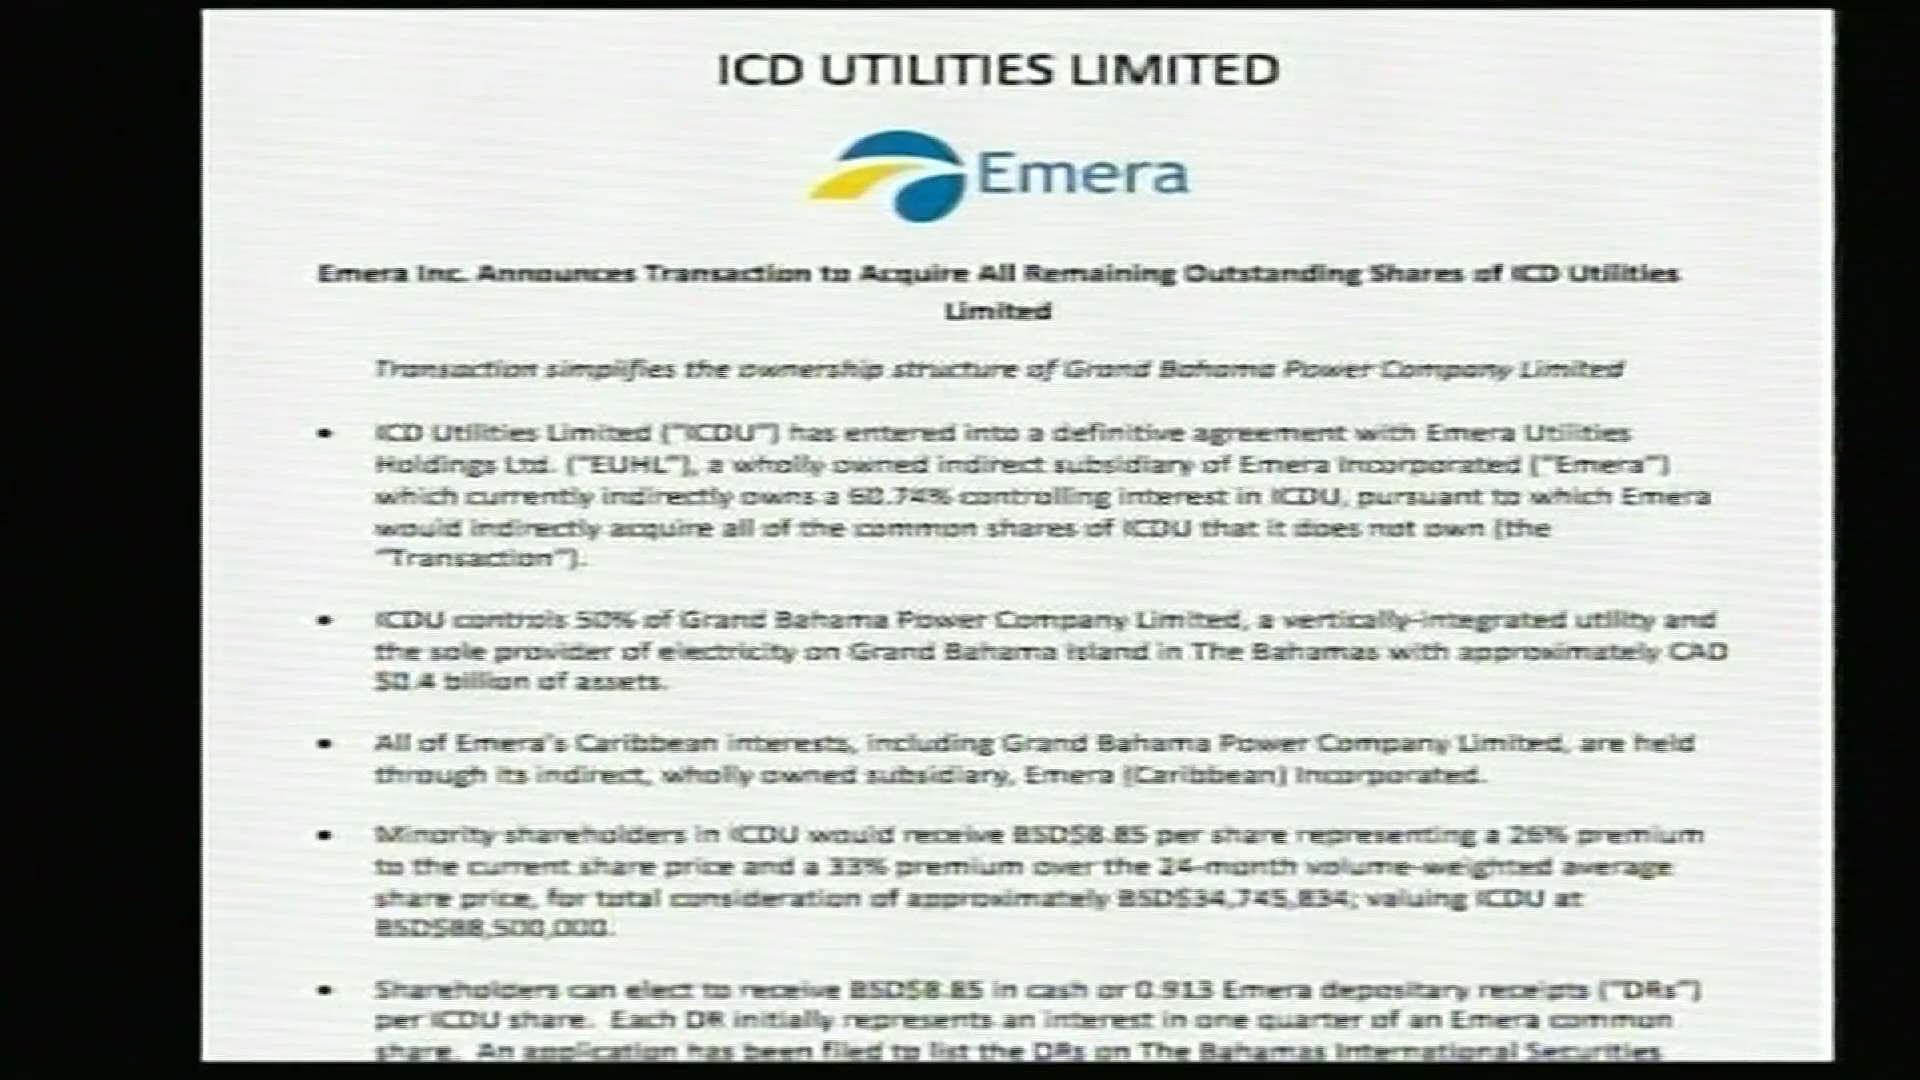 ICD UTILITIES LIMITED
Emera
Emera Inc. Announces Transaction to Acquire All Remaining Outstanding Shares of ICD Utilities
Limited
Transaction simplifies the ownership structure of Grand Bahama Power Company Limited
• ICD Utilities Limited ("ICDU") has entered into a definitive agreement with Emera Utilities
Holdings Ltd. ("EUHL"), a wholly owned indirect subsidiary of Emera Incorporated ("Emera")
which currently indirectly owns a 60.74% controlling interest in ICDU, pursuant to which Emera
would indirectly acquire all of the common shares of ICDU that it does not own (the
"Transaction").
• ICDU controls 50% of Grand Bahama Power Company Limited, a vertically-integrated utility and
the sole provider of electricity on Grand Bahama Island in The Bahamas with approximately CAD
$0.4 billion of assets.
• All of Emera's Caribbean interests, including Grand Bahama Power Company Limited, are held
through its indirect, wholly owned subsidiary, Emera (Caribbean) Incorporated.
• Minority shareholders in ICDU would receive BSD$8.85 per share representing a 26% premium
to the current share price and a 33% premium over the 24-month volume-weighted average
share price, for total consideration of approximately BSD$34,745,834; valuing ICDU at
BSD$88,500,000.
• Shareholders can elect to receive BSD$8.85 in cash or 0.913 Emera depositary receipts ("DRs")
per ICDU share. Each DR initially represents an interest in one quarter of an Emera common
share. An application has been filed to list the DRs on The Bahamas International Securities